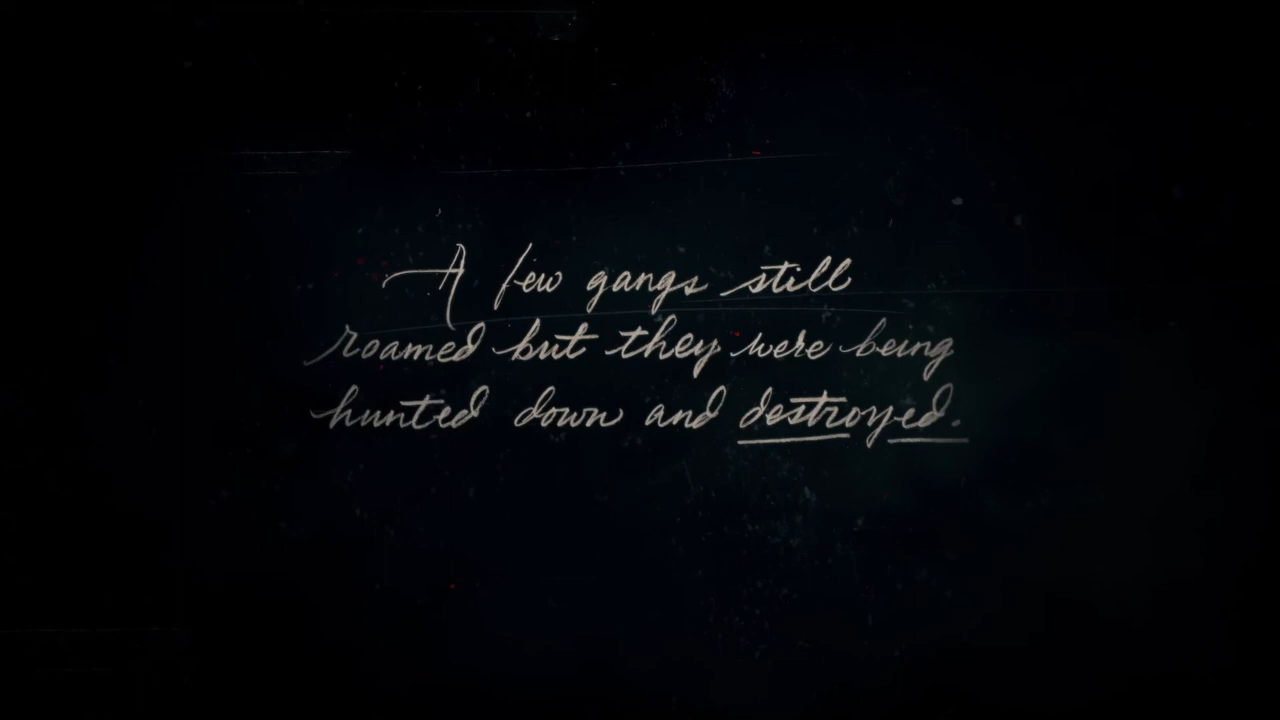 A few gangs still
roamed but they were being
hunted down and destroyed.